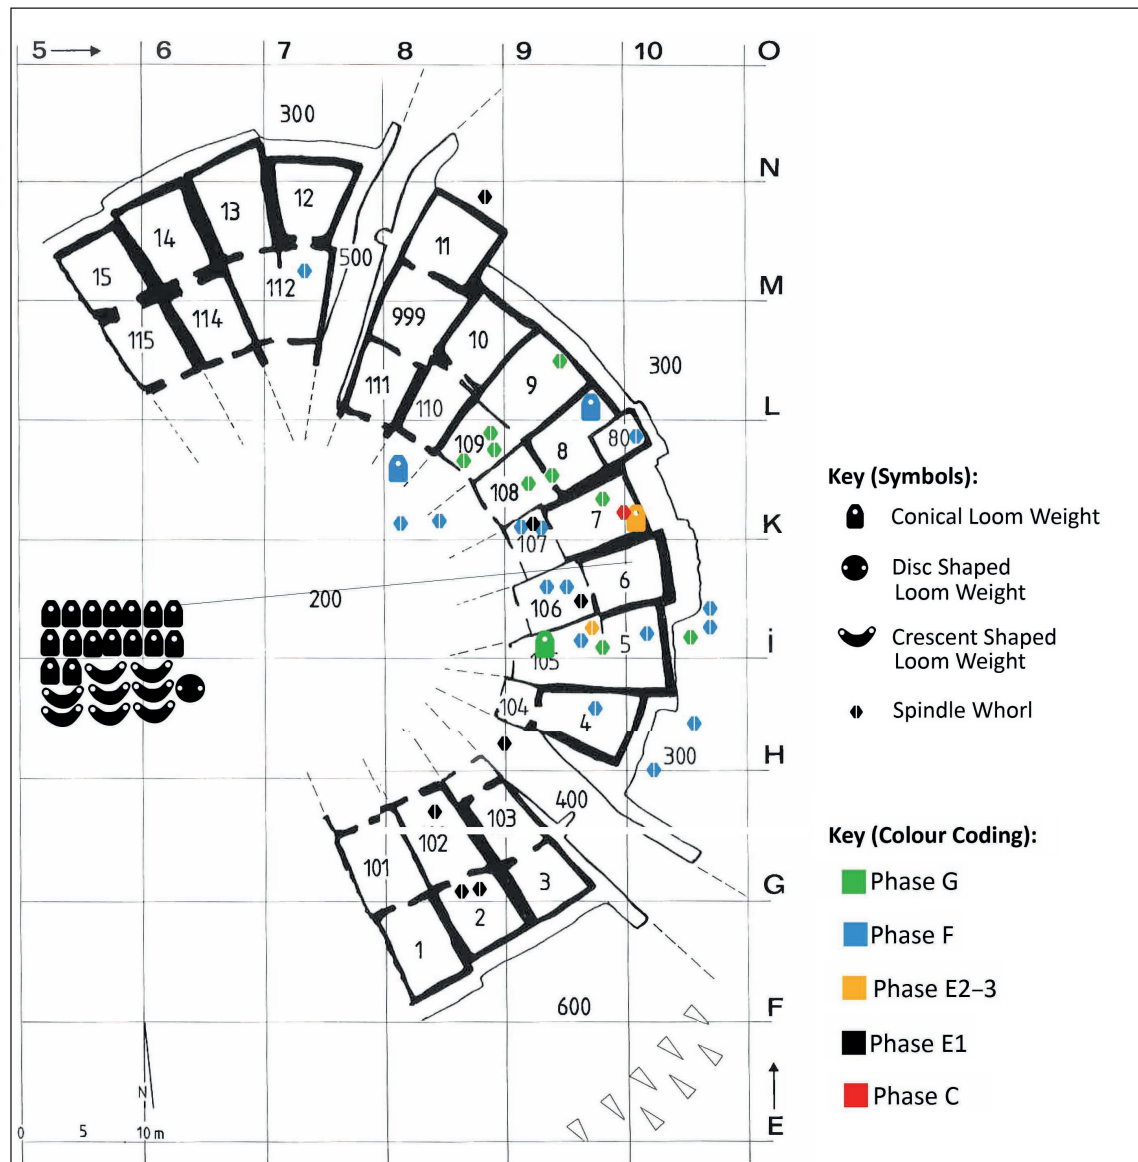 5 → 6 7 8 9 10 O
300
N
13 12
14
11
15 500
112 M
999
114
115 10
300
9
111
110 L
109 8 80
108
7
K
107
6
106
200
5 i
105
104
4
H
300
400
103
102
101
G
3
2
1
600 F
N
E
0 5 10 m
Key (Symbols):
Conical Loom Weight
Disc Shaped
Loom Weight
Crescent Shaped
Loom Weight
Spindle Whorl
Key (Colour Coding):
Phase G
Phase F
Phase E2–3
Phase E1
Phase C